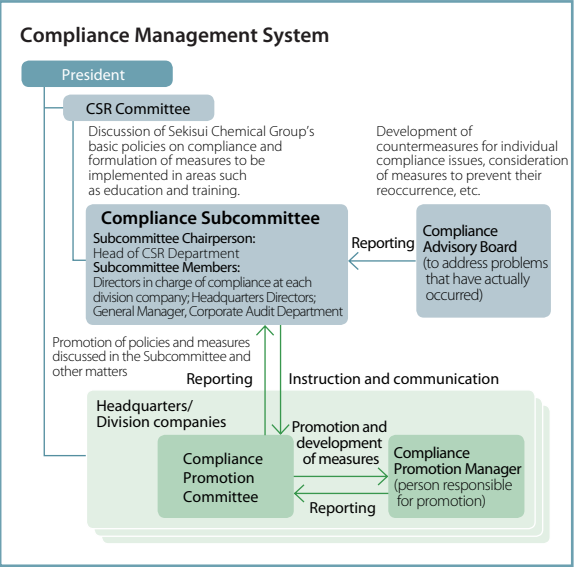 Compliance Management System
President
CSR Committee
Discussion of Sekisui Chemical Group's
basic policies on compliance and
formulation of measures to be
implemented in areas such
as education and training.
Development of
countermeasures for individual
compliance issues, consideration
of measures to prevent their
reoccurrence, etc.
Compliance Subcommittee
Subcommittee Chairperson:
Head of CSR Department
Subcommittee Members:
Directors in charge of compliance at each
division company; Headquarters Directors;
General Manager, Corporate Audit Department
Reporting
Compliance
Advisory Board
(to address problems
that have actually
occurred)
Promotion of policies and measures
discussed in the Subcommittee and
other matters
Reporting
Instruction and communication
Headquarters/
Division companies
Compliance
Promotion
Committee
Promotion and
development
of measures
Reporting
Compliance
Promotion Manager
(person responsible
for promotion)